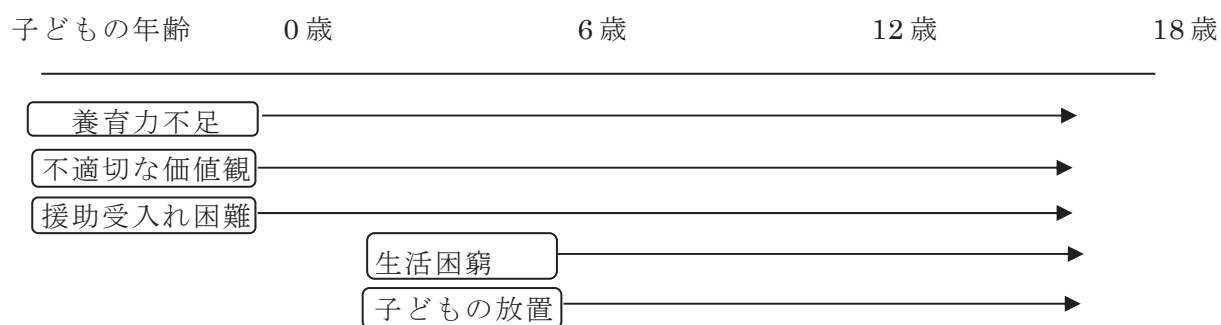 子どもの年齢 0歳 6歳 12歳 18歳
養育力不足
不適切な価値観
援助受入れ困難
生活困窮
子どもの放置